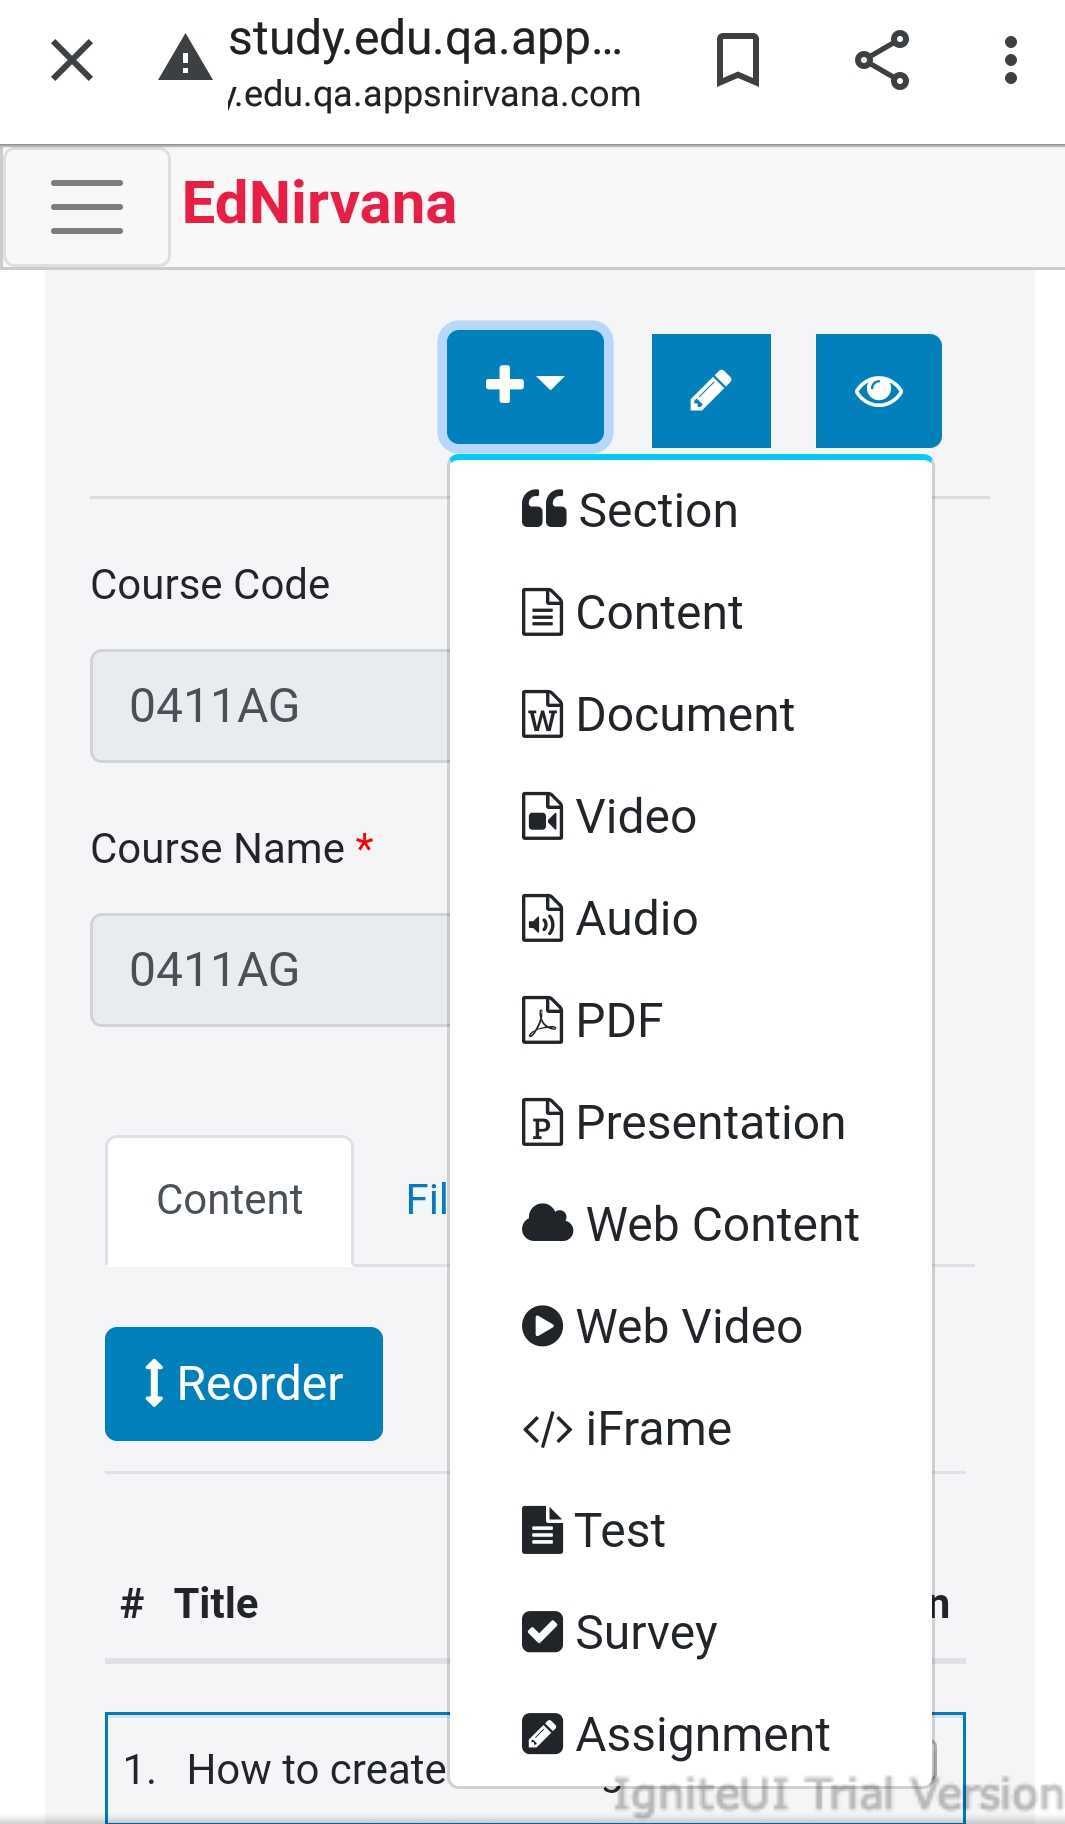 study.edu.qa.app...
/.edu.qa.appsnirvana.com
EdNirvana
Section
Content
Document
Video
Audio
PDF
Presentation
Web Content
Web Video
iFrame
Test
Survey
Assignment
Course Code
0411AG
Course Name *
0411AG
Content
Fil
Reorder
# Title
n
1. How to create
IgniteUI Trial Version